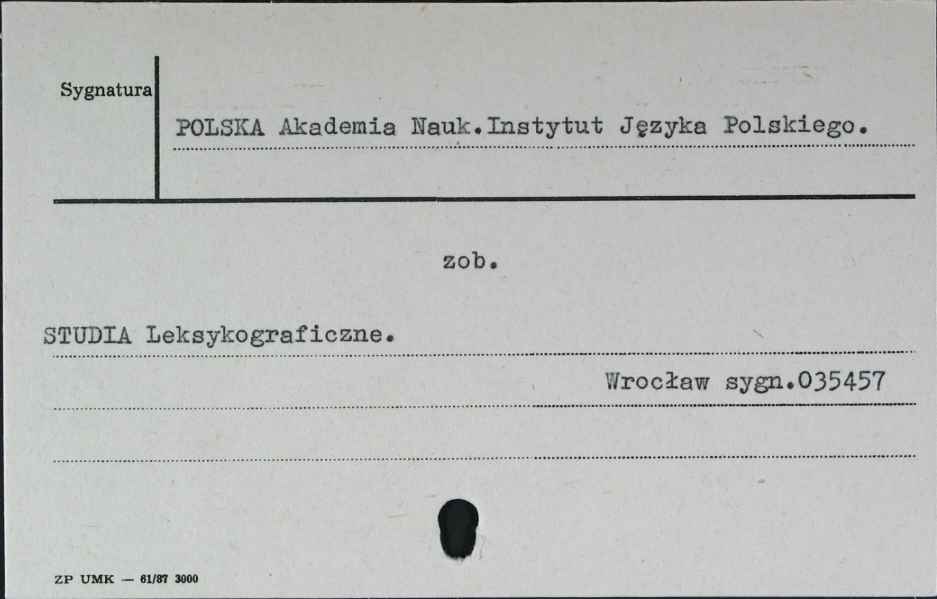 Sygnatura
POLSKA Akademia Nauk.Instytut Języka Polskiego.
zob.
STUDIA Leksykograficzne.
Wrocław sygn.035457
ZP UMK — 61/87 3000